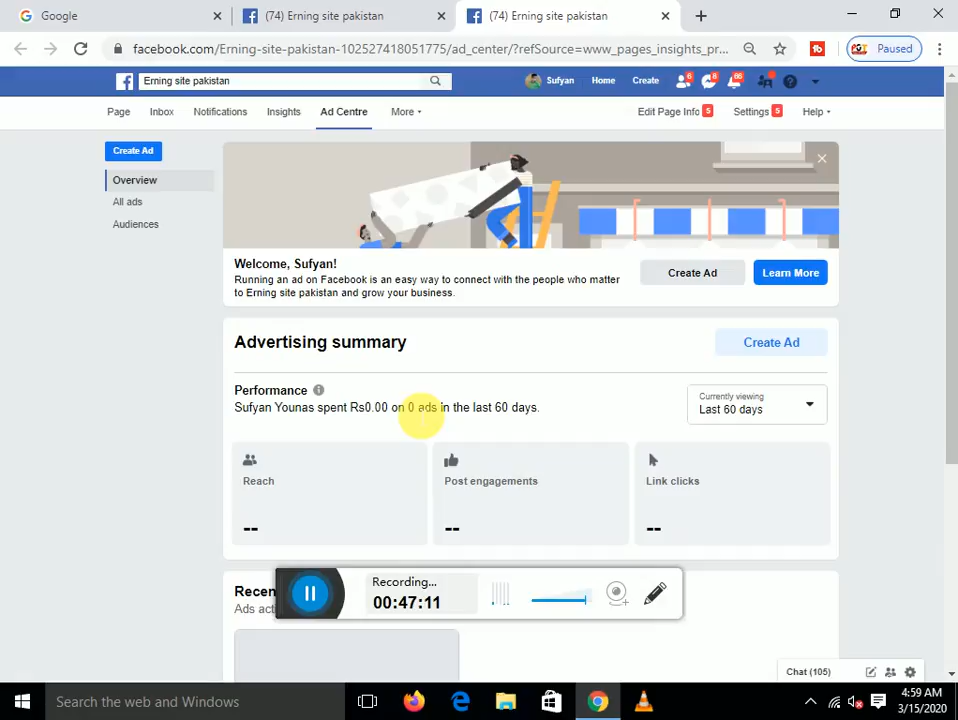 Google
(74) Erning site pakistan
(74) Erning site pakistan
facebook.com/Erning-site-pakistan-102527418051775/ad_center/?refSource=www_pages_insights_pr...
Paused
Erning site pakistan
Sufyan
Home
Create
6
8
66
Page
Inbox
Notifications
Insights
Ad Centre
More
Edit Page Info 5
Settings 5
Help
Create Ad
Overview
All ads
Audiences
Welcome, Sufyan!
Running an ad on Facebook is an easy way to connect with the people who matter
to Erning site pakistan and grow your business.
Create Ad
Learn More
Advertising summary
Create Ad
Performance
Sufyan Younas spent Rs0.00 on 0 ads in the last 60 days.
Currently viewing
Last 60 days
Reach
--
Post engagements
--
Link clicks
--
Recording...
00:47:11
Chat (105)
Search the web and Windows
4:59 AM
3/15/2020